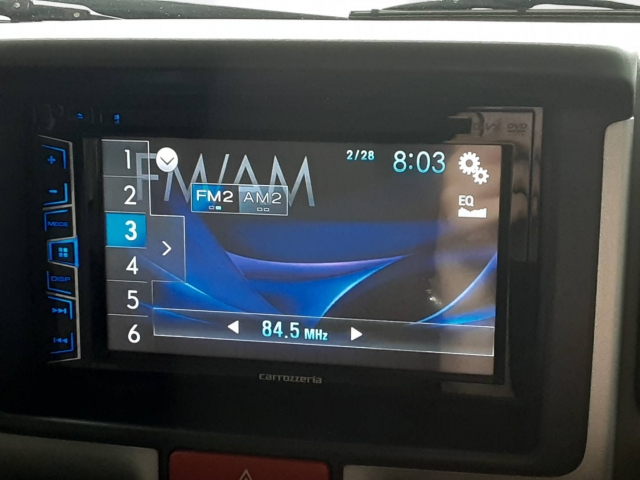 FM/AM
2/28 8:03
1
2
3
4
5
6
FM2 AM2
EQ
84.5 MHz
MODE
DISP
carrozzeria